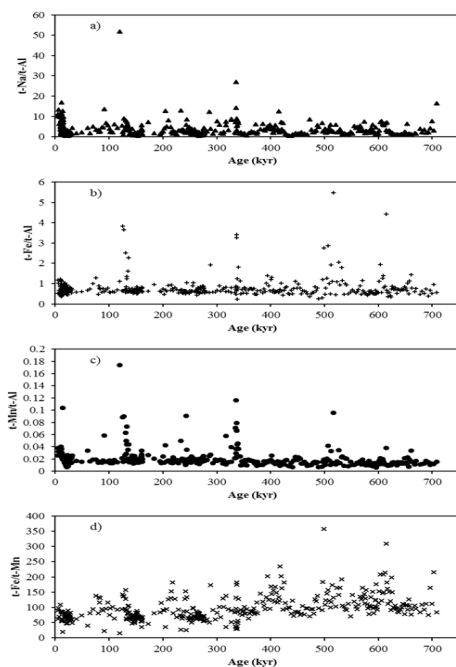 a)
t-Na/t-Al
60
50
40
30
20
10
0
0 100 200 300 400 500 600 700
Age (kyr)
b)
t-Fe/t-Al
6
5
4
3
2
1
0
0 100 200 300 400 500 600 700
Age (kyr)
c)
t-Mn/t-Al
0.2
0.18
0.16
0.14
0.12
0.1
0.08
0.06
0.04
0.02
0
0 100 200 300 400 500 600 700
Age (kyr)
d)
t-Fe/t-Mn
400
350
300
250
200
150
100
50
0
0 100 200 300 400 500 600 700
Age (kyr)